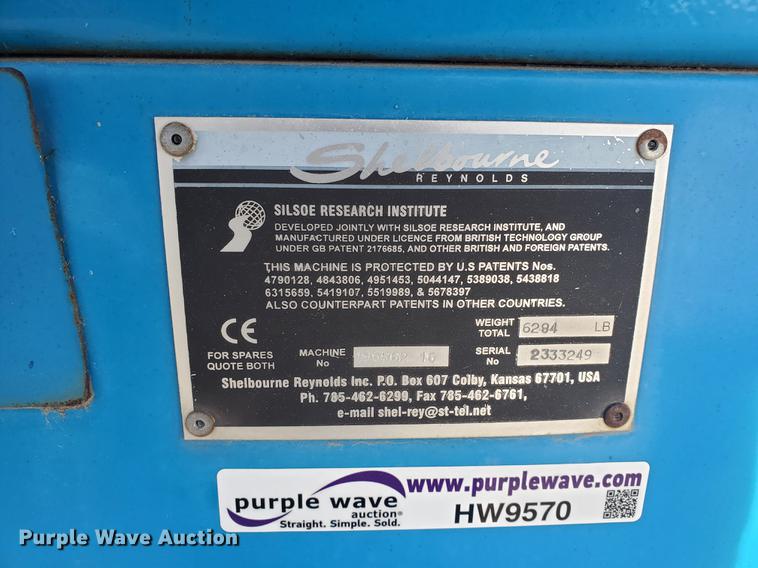 Shelbourne
REYNOLDS
SILSOE RESEARCH INSTITUTE
DEVELOPED JOINTLY WITH SILSOE RESEARCH INSTITUTE, AND
MANUFACTURED UNDER LICENCE FROM BRITISH TECHNOLOGY GROUP
UNDER GB PATENT 2176685, AND OTHER BRITISH AND FOREIGN PATENTS.
THIS MACHINE IS PROTECTED BY U.S PATENTS Nos.
4790128, 4843806, 4951453, 5044147, 5389038, 5438818
6315659, 5419107, 5519989, & 5678397
ALSO COUNTERPART PATENTS IN OTHER COUNTRIES.
CE
WEIGHT TOTAL 6294 LB
FOR SPARES QUOTE BOTH
MACHINE No
SERIAL No 2333249
Shelbourne Reynolds Inc. P.O. Box 607 Colby, Kansas 67701, USA
Ph. 785-462-6299, Fax 785-462-6761,
e-mail shel-rey@st-tel.net
purple wave
auction®
Straight. Simple. Sold.
www.purplewave.com
HW9570
Purple Wave Auction